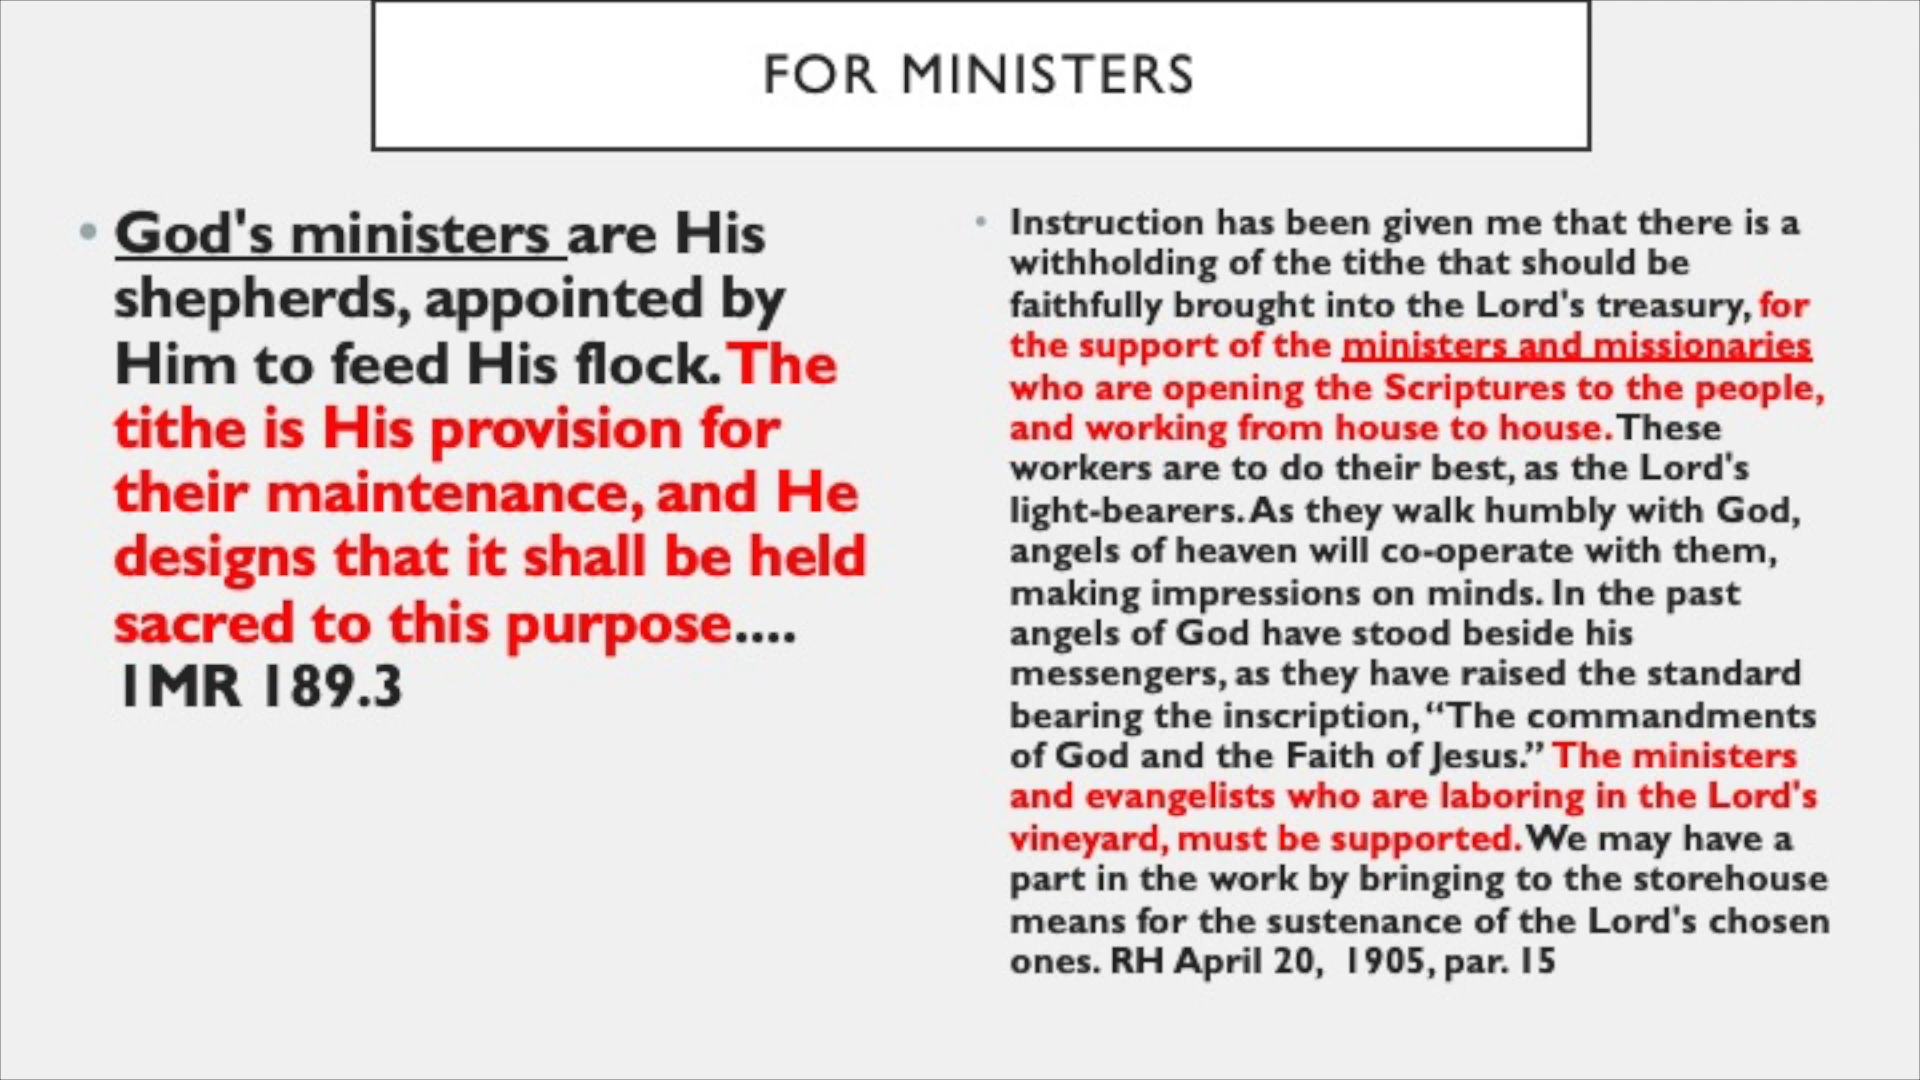 FOR MINISTERS
• God's ministers are His
shepherds, appointed by
Him to feed His flock. The
tithe is His provision for
their maintenance, and He
designs that it shall be held
sacred to this purpose....
1MR 189.3
• Instruction has been given me that there is a
withholding of the tithe that should be
faithfully brought into the Lord's treasury, for
the support of the ministers and missionaries
who are opening the Scriptures to the people,
and working from house to house. These
workers are to do their best, as the Lord's
light-bearers. As they walk humbly with God,
angels of heaven will co-operate with them,
making impressions on minds. In the past
angels of God have stood beside his
messengers, as they have raised the standard
bearing the inscription, “The commandments
of God and the Faith of Jesus.” The ministers
and evangelists who are laboring in the Lord's
vineyard, must be supported. We may have a
part in the work by bringing to the storehouse
means for the sustenance of the Lord's chosen
ones. RH April 20, 1905, par. 15